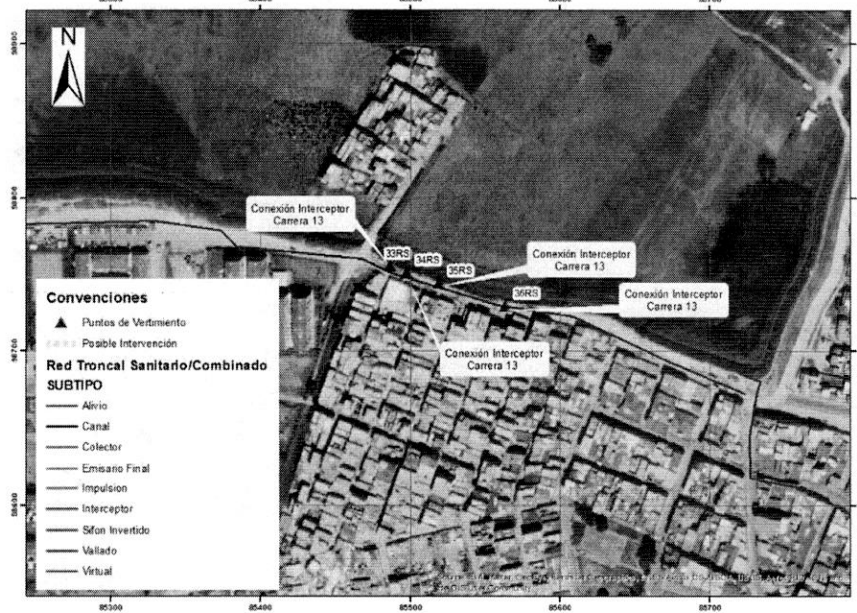 N
Conexión Interceptor
Carrera 13
33RS
34RS
35RS
Conexión Interceptor
Carrera 13
36RS
Conexión Interceptor
Carrera 13
Conexión Interceptor
Carrera 13
Convenciones
Puntos de Vertimiento
Posible Intervención
Red Troncal Sanitario/Combinado
SUBTIPO
Alivio
Canal
Colector
Emisario Final
Impulsion
Interceptor
Sifon Invertido
Vallado
Virtual
85300
85400
85500
85600
85700